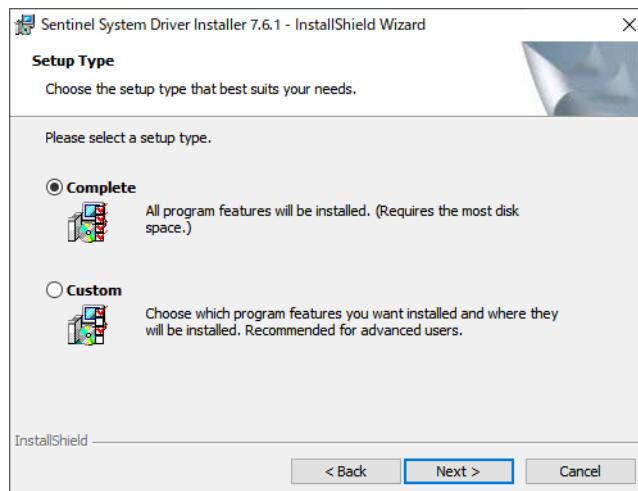 Sentinel System Driver Installer 7.6.1 - InstallShield Wizard
Setup Type
Choose the setup type that best suits your needs.
Please select a setup type.
Complete
All program features will be installed. (Requires the most disk
space.)
Custom
Choose which program features you want installed and where they
will be installed. Recommended for advanced users.
InstallShield
< Back Next > Cancel